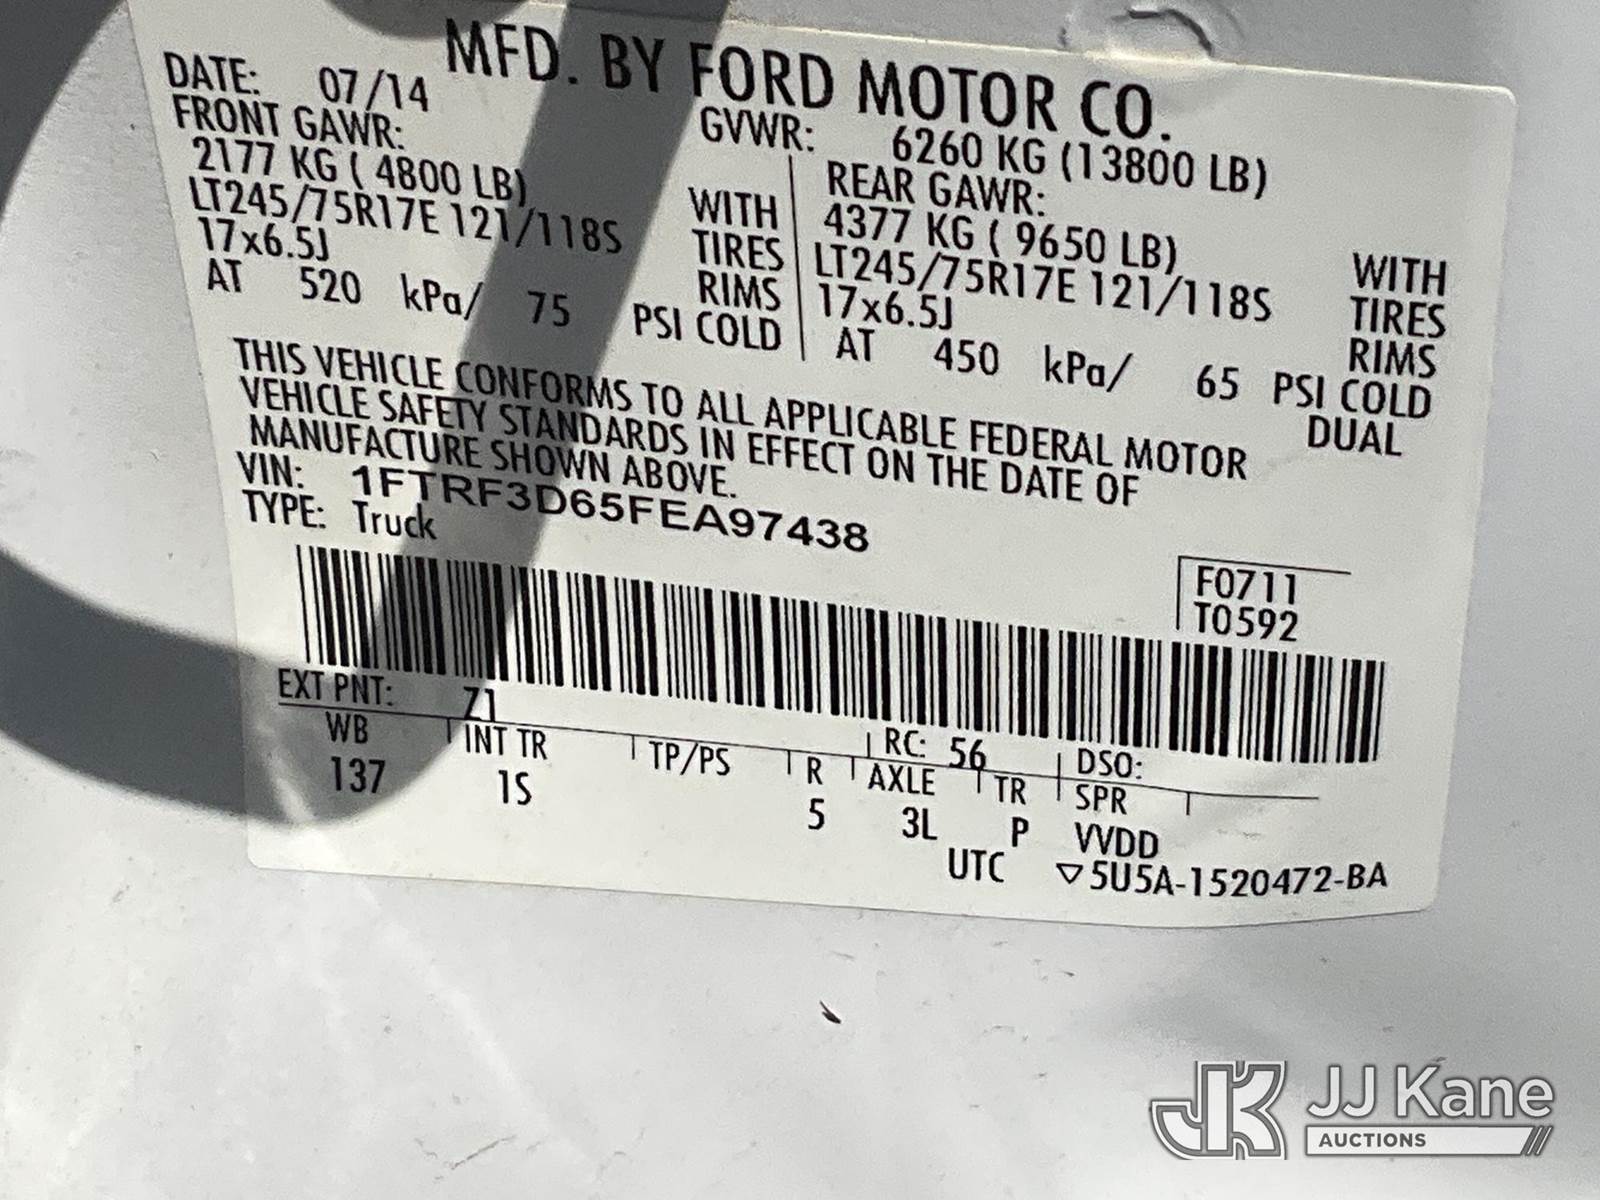 MFD. BY FORD MOTOR CO.
DATE: 07/14 GVWR: 6260 KG (13800 LB)
FRONT GAWR: REAR GAWR:
2177 KG ( 4800 LB) WITH 4377 KG ( 9650 LB) WITH
LT245/75R17E 121/118S TIRES LT245/75R17E 121/118S TIRES
17x6.5J RIMS 17x6.5J RIMS
AT 520 kPa/ 75 PSI COLD AT 450 kPa/ 65 PSI COLD
DUAL
THIS VEHICLE CONFORMS TO ALL APPLICABLE FEDERAL MOTOR
VEHICLE SAFETY STANDARDS IN EFFECT ON THE DATE OF
MANUFACTURE SHOWN ABOVE.
VIN: 1FTRF3D65FEA97438
TYPE: Truck
F0711
T0592
EXT PNT: Z1 RC: 56 DSO:
WB INT TR TP/PS R AXLE TR SPR
137 1S 5 3L P VVDD
UTC ▽5U5A-1520472-BA
JK JJ Kane
AUCTIONS